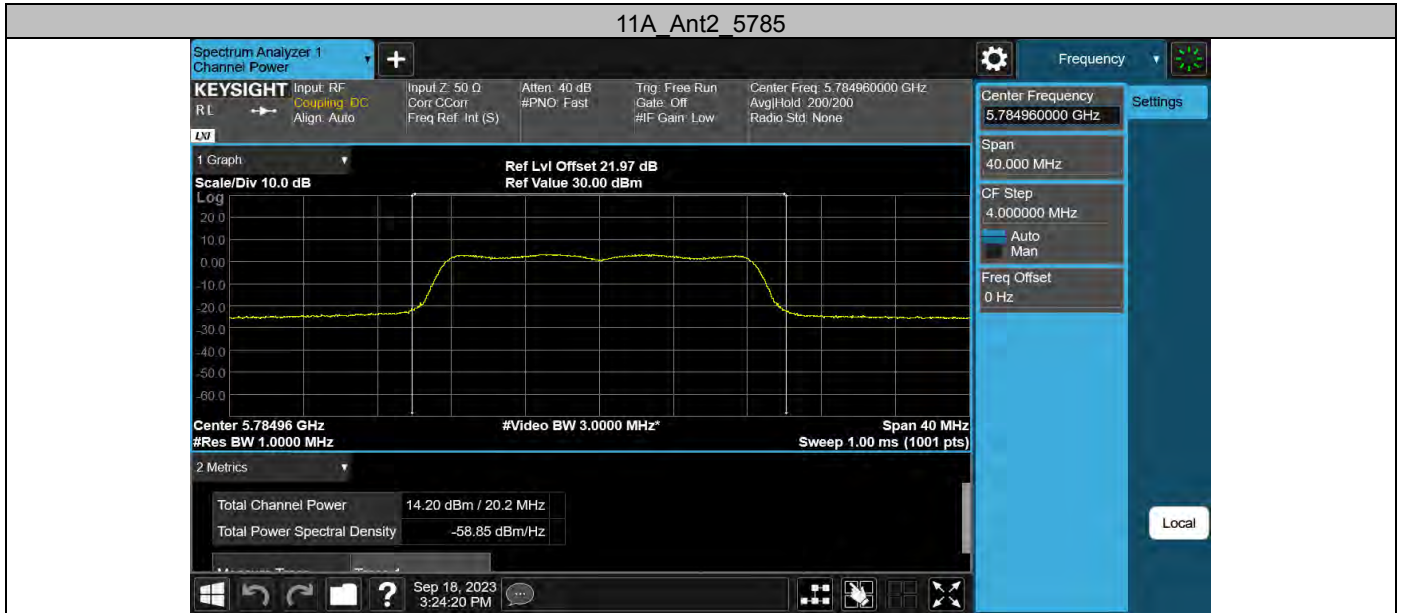 11A_Ant2_5785
Spectrum Analyzer 1
Channel Power
Frequency
KEYSIGHT
RL
LXI
Input: RF
Coupling: DC
Align: Auto
Input Z: 50 Ω
Corr CCorr
Freq Ref: Int (S)
Atten: 40 dB
#PNO: Fast
Trig: Free Run
Gate: Off
#IF Gain: Low
Center Freq: 5.784960000 GHz
Avg|Hold: 200/200
Radio Std: None
Center Frequency
5.784960000 GHz
Settings
Span
40.000 MHz
CF Step
4.000000 MHz
Auto
Man
Freq Offset
0 Hz
1 Graph
Ref Lvl Offset 21.97 dB
Scale/Div 10.0 dB
Ref Value 30.00 dBm
Log
20.0
10.0
0.00
-10.0
-20.0
-30.0
-40.0
-50.0
-60.0
Center 5.78496 GHz
#Video BW 3.0000 MHz*
Span 40 MHz
#Res BW 1.0000 MHz
Sweep 1.00 ms (1001 pts)
2 Metrics
Total Channel Power
14.20 dBm / 20.2 MHz
Total Power Spectral Density
-58.85 dBm/Hz
Local
?
Sep 18, 2023
3:24:20 PM